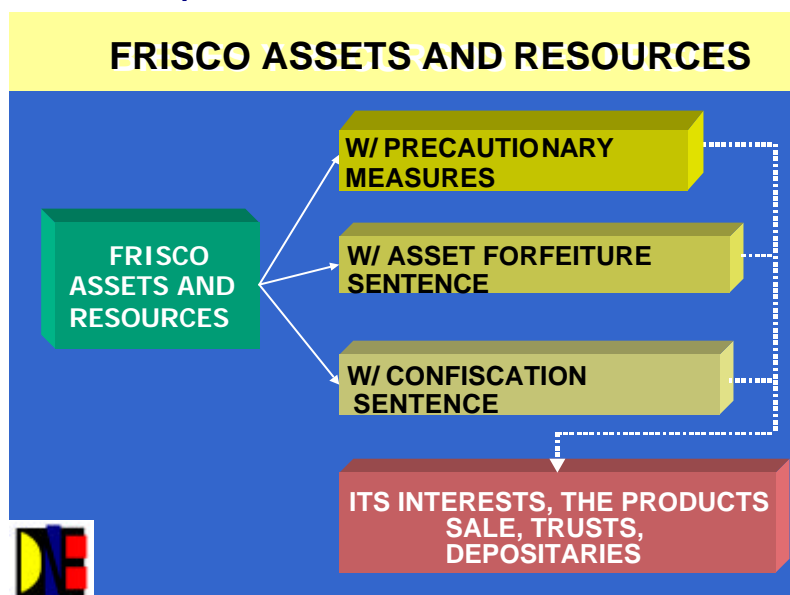 FRISCO ASSETS AND RESOURCES
W/ PRECAUTIONARY
MEASURES
FRISCO
ASSETS AND
RESOURCES
W/ ASSET FORFEITURE
SENTENCE
W/ CONFISCATION
SENTENCE
ITS INTERESTS, THE PRODUCTS
SALE, TRUSTS,
DEPOSITARIES
DNE